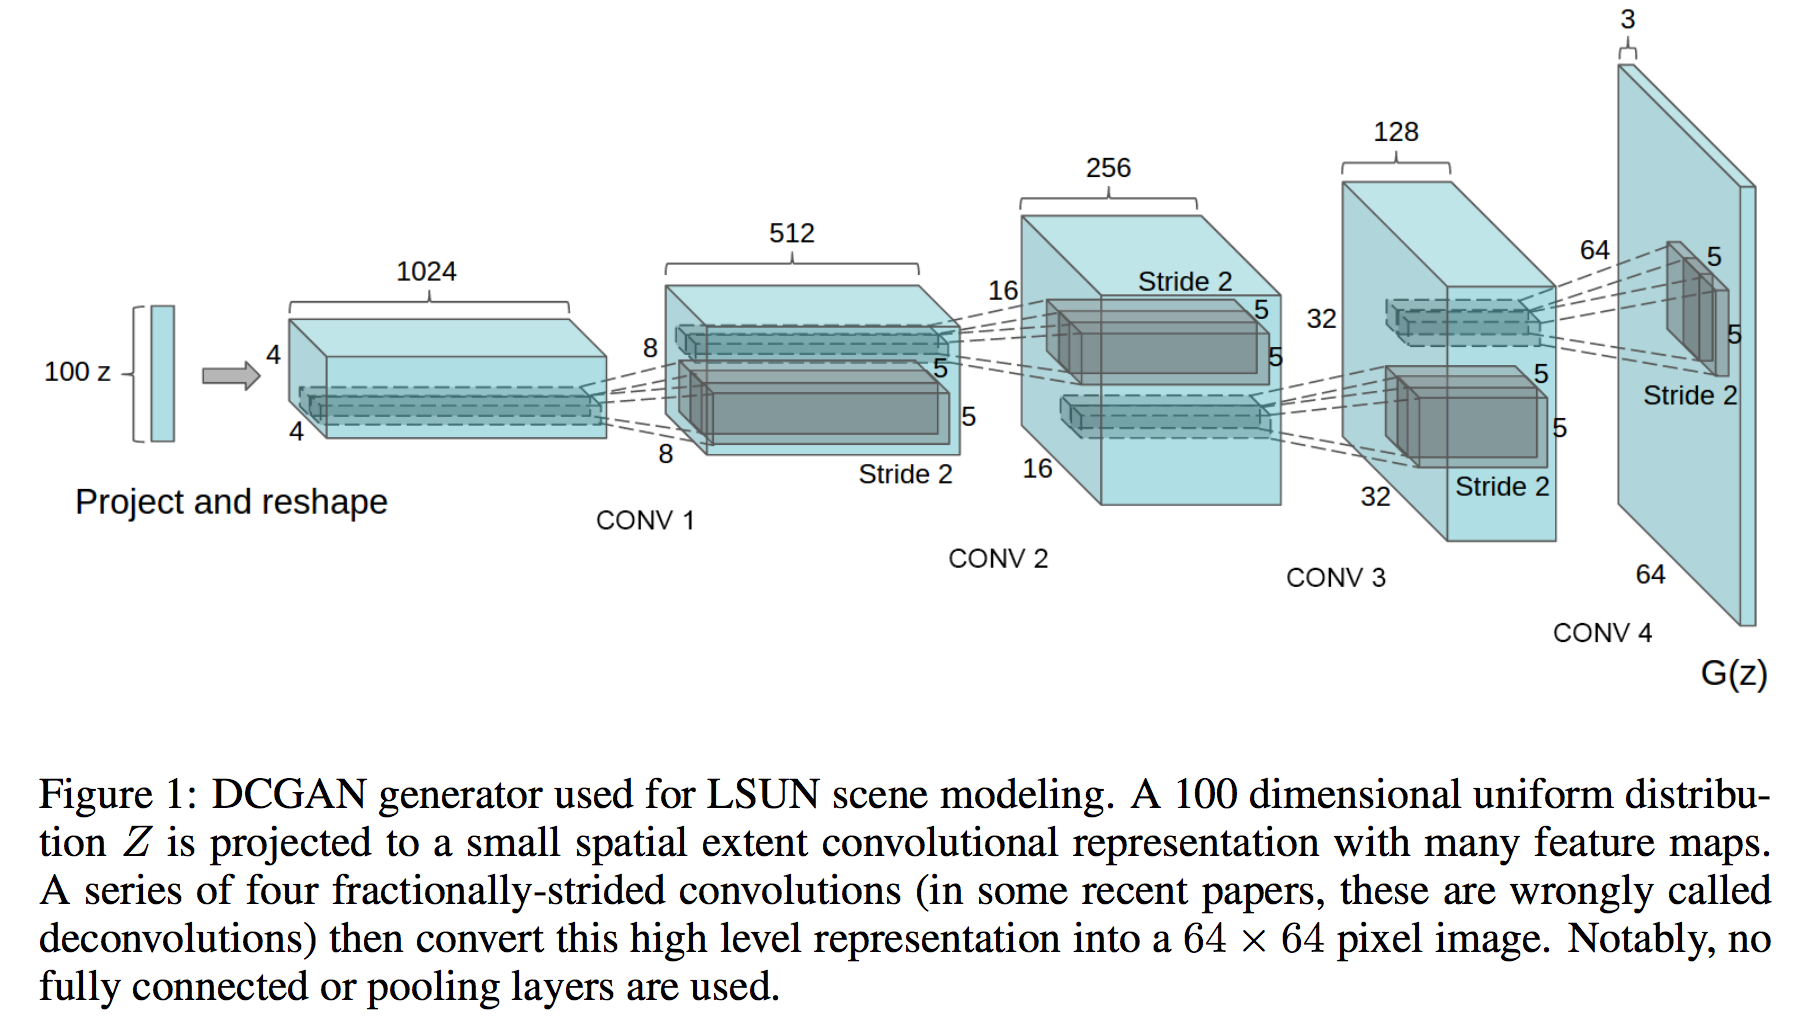 3
128
256
64
5
512
Stride 2
1024
16
5
32
5
8
5
4
5
5
Stride 2
100 z
5
5
4
8
16
32
Stride 2
Stride 2
Project and reshape
CONV 1
CONV 2
CONV 3
64
CONV 4
G(z)
Figure 1: DCGAN generator used for LSUN scene modeling. A 100 dimensional uniform distribu-
tion Z is projected to a small spatial extent convolutional representation with many feature maps.
A series of four fractionally-strided convolutions (in some recent papers, these are wrongly called
deconvolutions) then convert this high level representation into a 64 × 64 pixel image. Notably, no
fully connected or pooling layers are used.